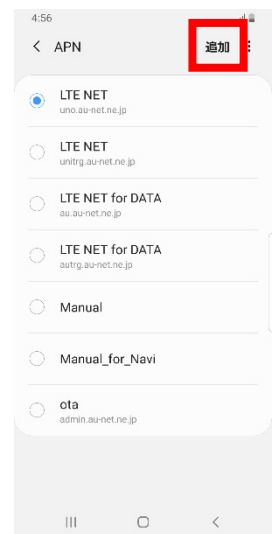 4:56
APN
追加
LTE NET
uno.au-net.ne.jp
LTE NET
unitrg.au-net.ne.jp
LTE NET for DATA
au.au-net.ne.jp
LTE NET for DATA
autrg.au-net.ne.jp
Manual
Manual_for_Navi
ota
admin.au-net.ne.jp